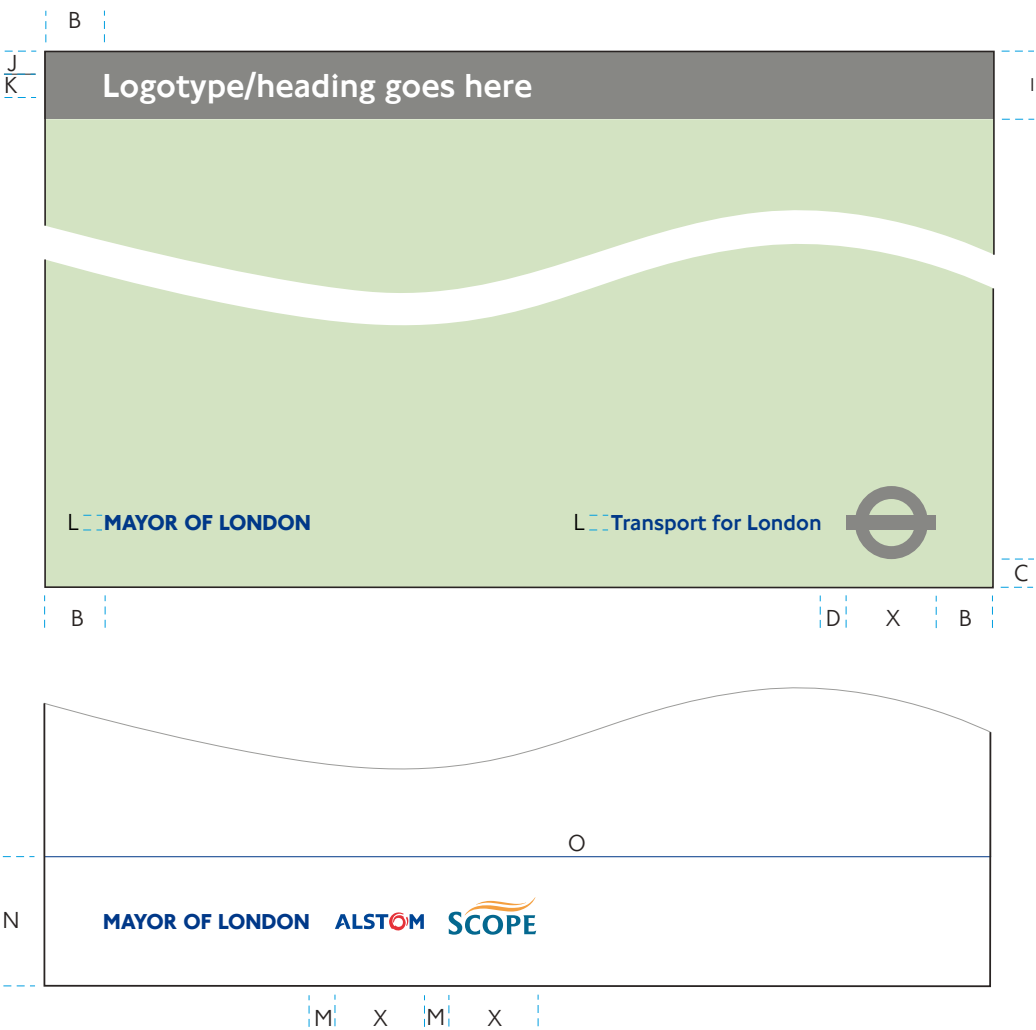 B
J
K
Logotype/heading goes here
I
L MAYOR OF LONDON
L Transport for London
C
B
D X B
O
N
MAYOR OF LONDON ALSTOM SCOPE
M X M X